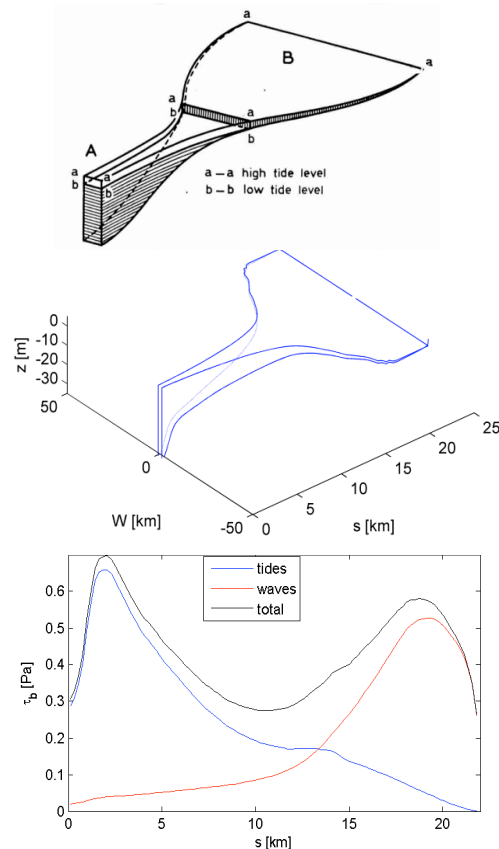 a
B
a
a
b
a
b
A
a
b
a
b
a — a high tide level
b — b low tide level
z [m]
0
-10
-20
-30
50
0
-50
W [km]
0
5
10
15
20
25
s [km]
τb [Pa]
0.6
0.5
0.4
0.3
0.2
0.1
0
tides
waves
total
0
5
10
15
20
s [km]